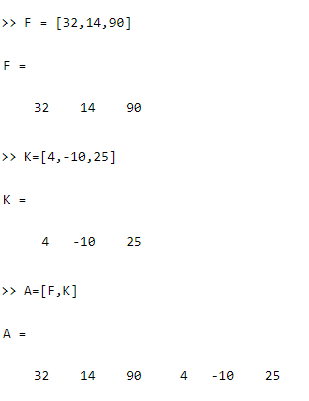 >> F = [32,14,90]
F =
32 14 90
>> K=[4,-10,25]
K =
4 -10 25
>> A=[F,K]
A =
32 14 90 4 -10 25